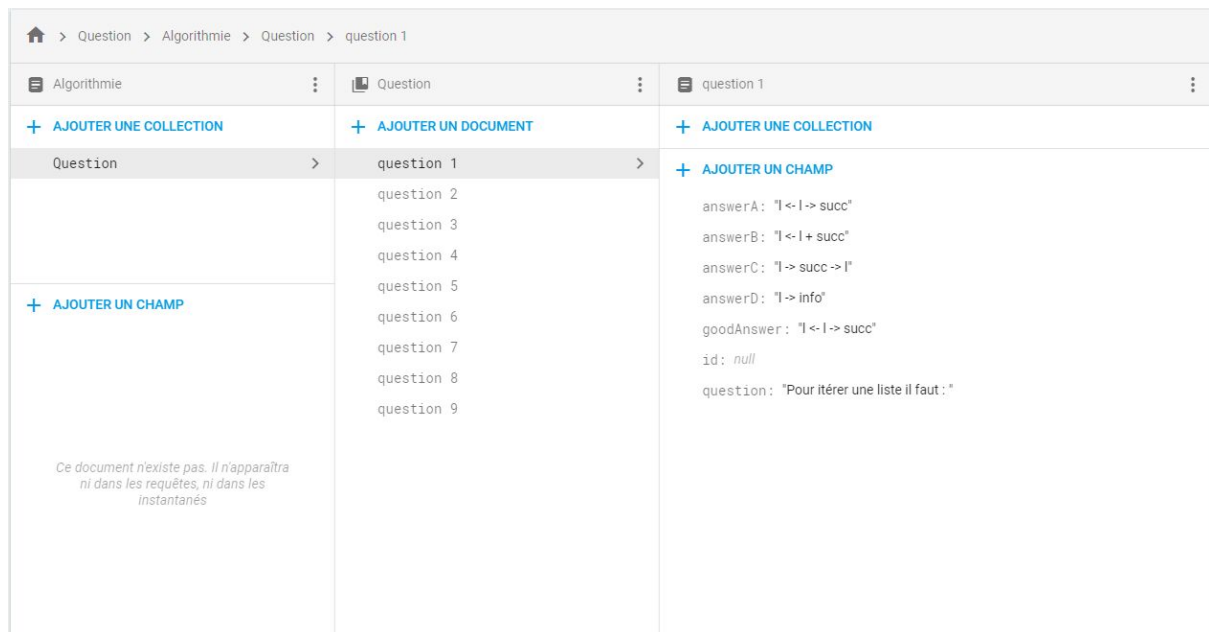 Question > Algorithmie > Question > question 1
Algorithmie
Question
question 1
+ AJOUTER UNE COLLECTION
+ AJOUTER UN DOCUMENT
+ AJOUTER UNE COLLECTION
Question >
question 1 >
question 2
question 3
question 4
question 5
question 6
question 7
question 8
question 9
+ AJOUTER UN CHAMP
Ce document n'existe pas. Il n'apparaîtra
ni dans les requêtes, ni dans les
instantanés
+ AJOUTER UN CHAMP
answerA: "l <- l -> succ"
answerB: "l <- l + succ"
answerC: "l -> succ -> l"
answerD: "l -> info"
goodAnswer: "l <- l -> succ"
id: null
question: "Pour itérer une liste il faut : "